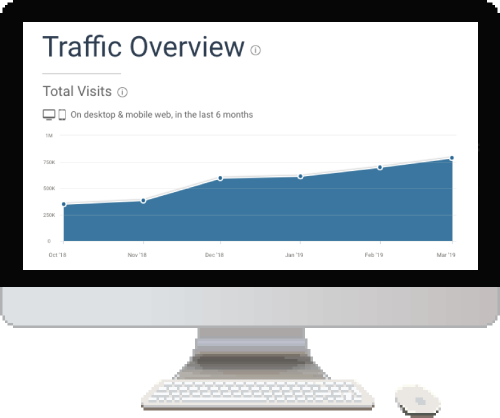 Traffic Overview
Total Visits
On desktop & mobile web, in the last 6 months
1M
750K
500K
250K
0
Oct '18
Nov '18
Dec '18
Jan '19
Feb '19
Mar '19